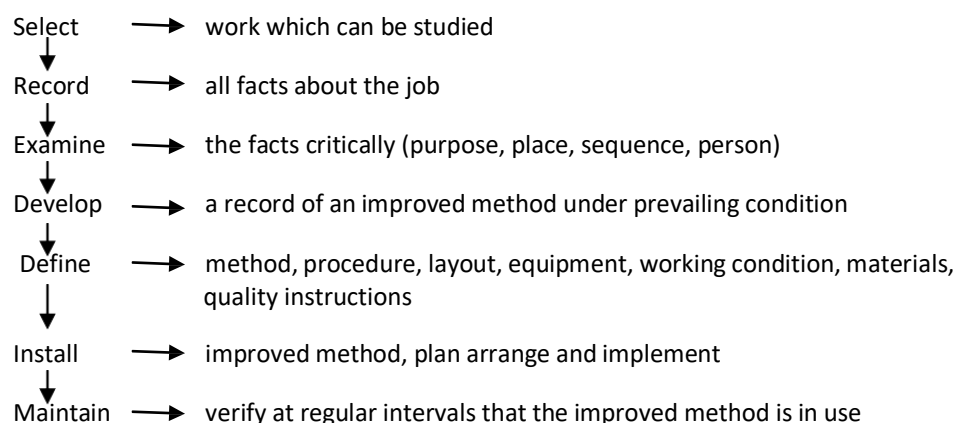 Select work which can be studied
Record all facts about the job
Examine the facts critically (purpose, place, sequence, person)
Develop a record of an improved method under prevailing condition
Define method, procedure, layout, equipment, working condition, materials,
quality instructions
Install improved method, plan arrange and implement
Maintain verify at regular intervals that the improved method is in use